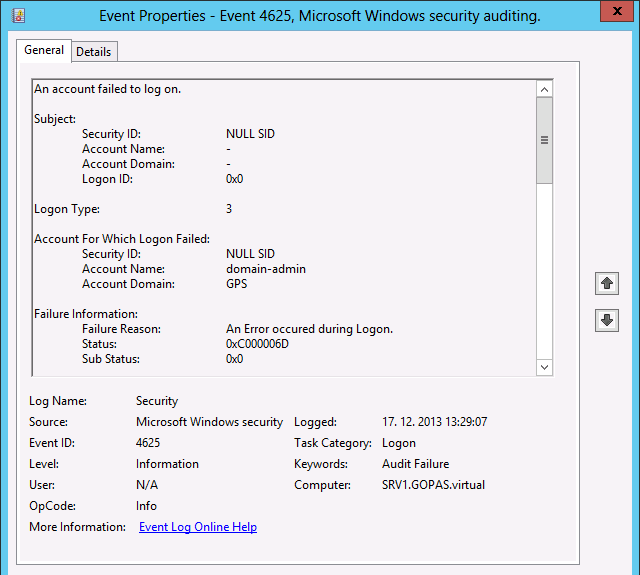 Event Properties - Event 4625, Microsoft Windows security auditing.
x
General Details
An account failed to log on.
Subject:
Security ID: NULL SID
Account Name: -
Account Domain: -
Logon ID: 0x0
Logon Type: 3
Account For Which Logon Failed:
Security ID: NULL SID
Account Name: domain-admin
Account Domain: GPS
Failure Information:
Failure Reason: An Error occured during Logon.
Status: 0xC000006D
Sub Status: 0x0
Log Name: Security
Source: Microsoft Windows security Logged: 17. 12. 2013 13:29:07
Event ID: 4625 Task Category: Logon
Level: Information Keywords: Audit Failure
User: N/A Computer: SRV1.GOPAS.virtual
OpCode: Info
More Information: Event Log Online Help